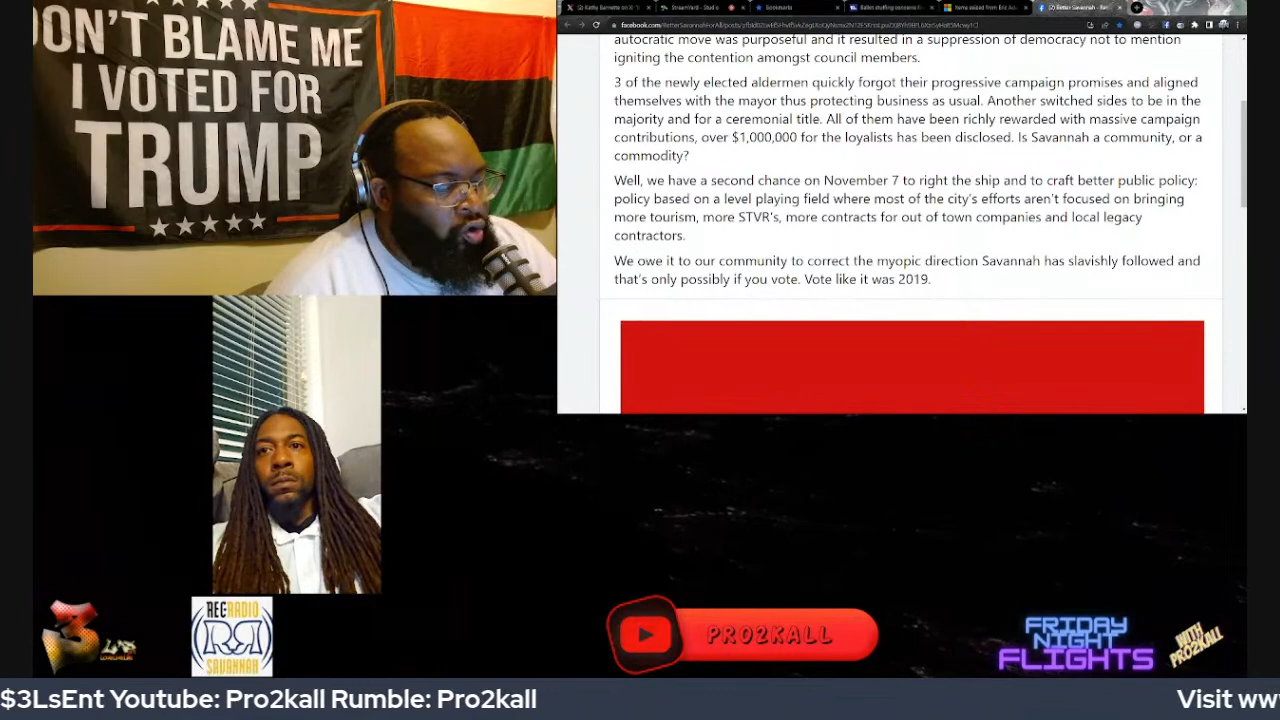 ON'T BLAME ME
I VOTED FOR
TRUMP
autocratic move was purposeful and it resulted in a suppression of democracy not to mention
igniting the contention amongst council members.
3 of the newly elected aldermen quickly forgot their progressive campaign promises and aligned
themselves with the mayor thus protecting business as usual. Another switched sides to be in the
majority and for a ceremonial title. All of them have been richly rewarded with massive campaign
contributions, over $1,000,000 for the loyalists has been disclosed. Is Savannah a community, or a
commodity?
Well, we have a second chance on November 7 to right the ship and to craft better public policy:
policy based on a level playing field where most of the city's efforts aren't focused on bringing
more tourism, more STVR's, more contracts for out of town companies and local legacy
contractors.
We owe it to our community to correct the myopic direction Savannah has slavishly followed and
that's only possibly if you vote. Vote like it was 2019.
3
REC-RADIO
RR
SAVANNAH
PRO2KALL
FRIDAY
NIGHT
FLIGHTS
WITH
PRO2KALL
$3LsEnt Youtube: Pro2kall Rumble: Pro2kall
Visit ww